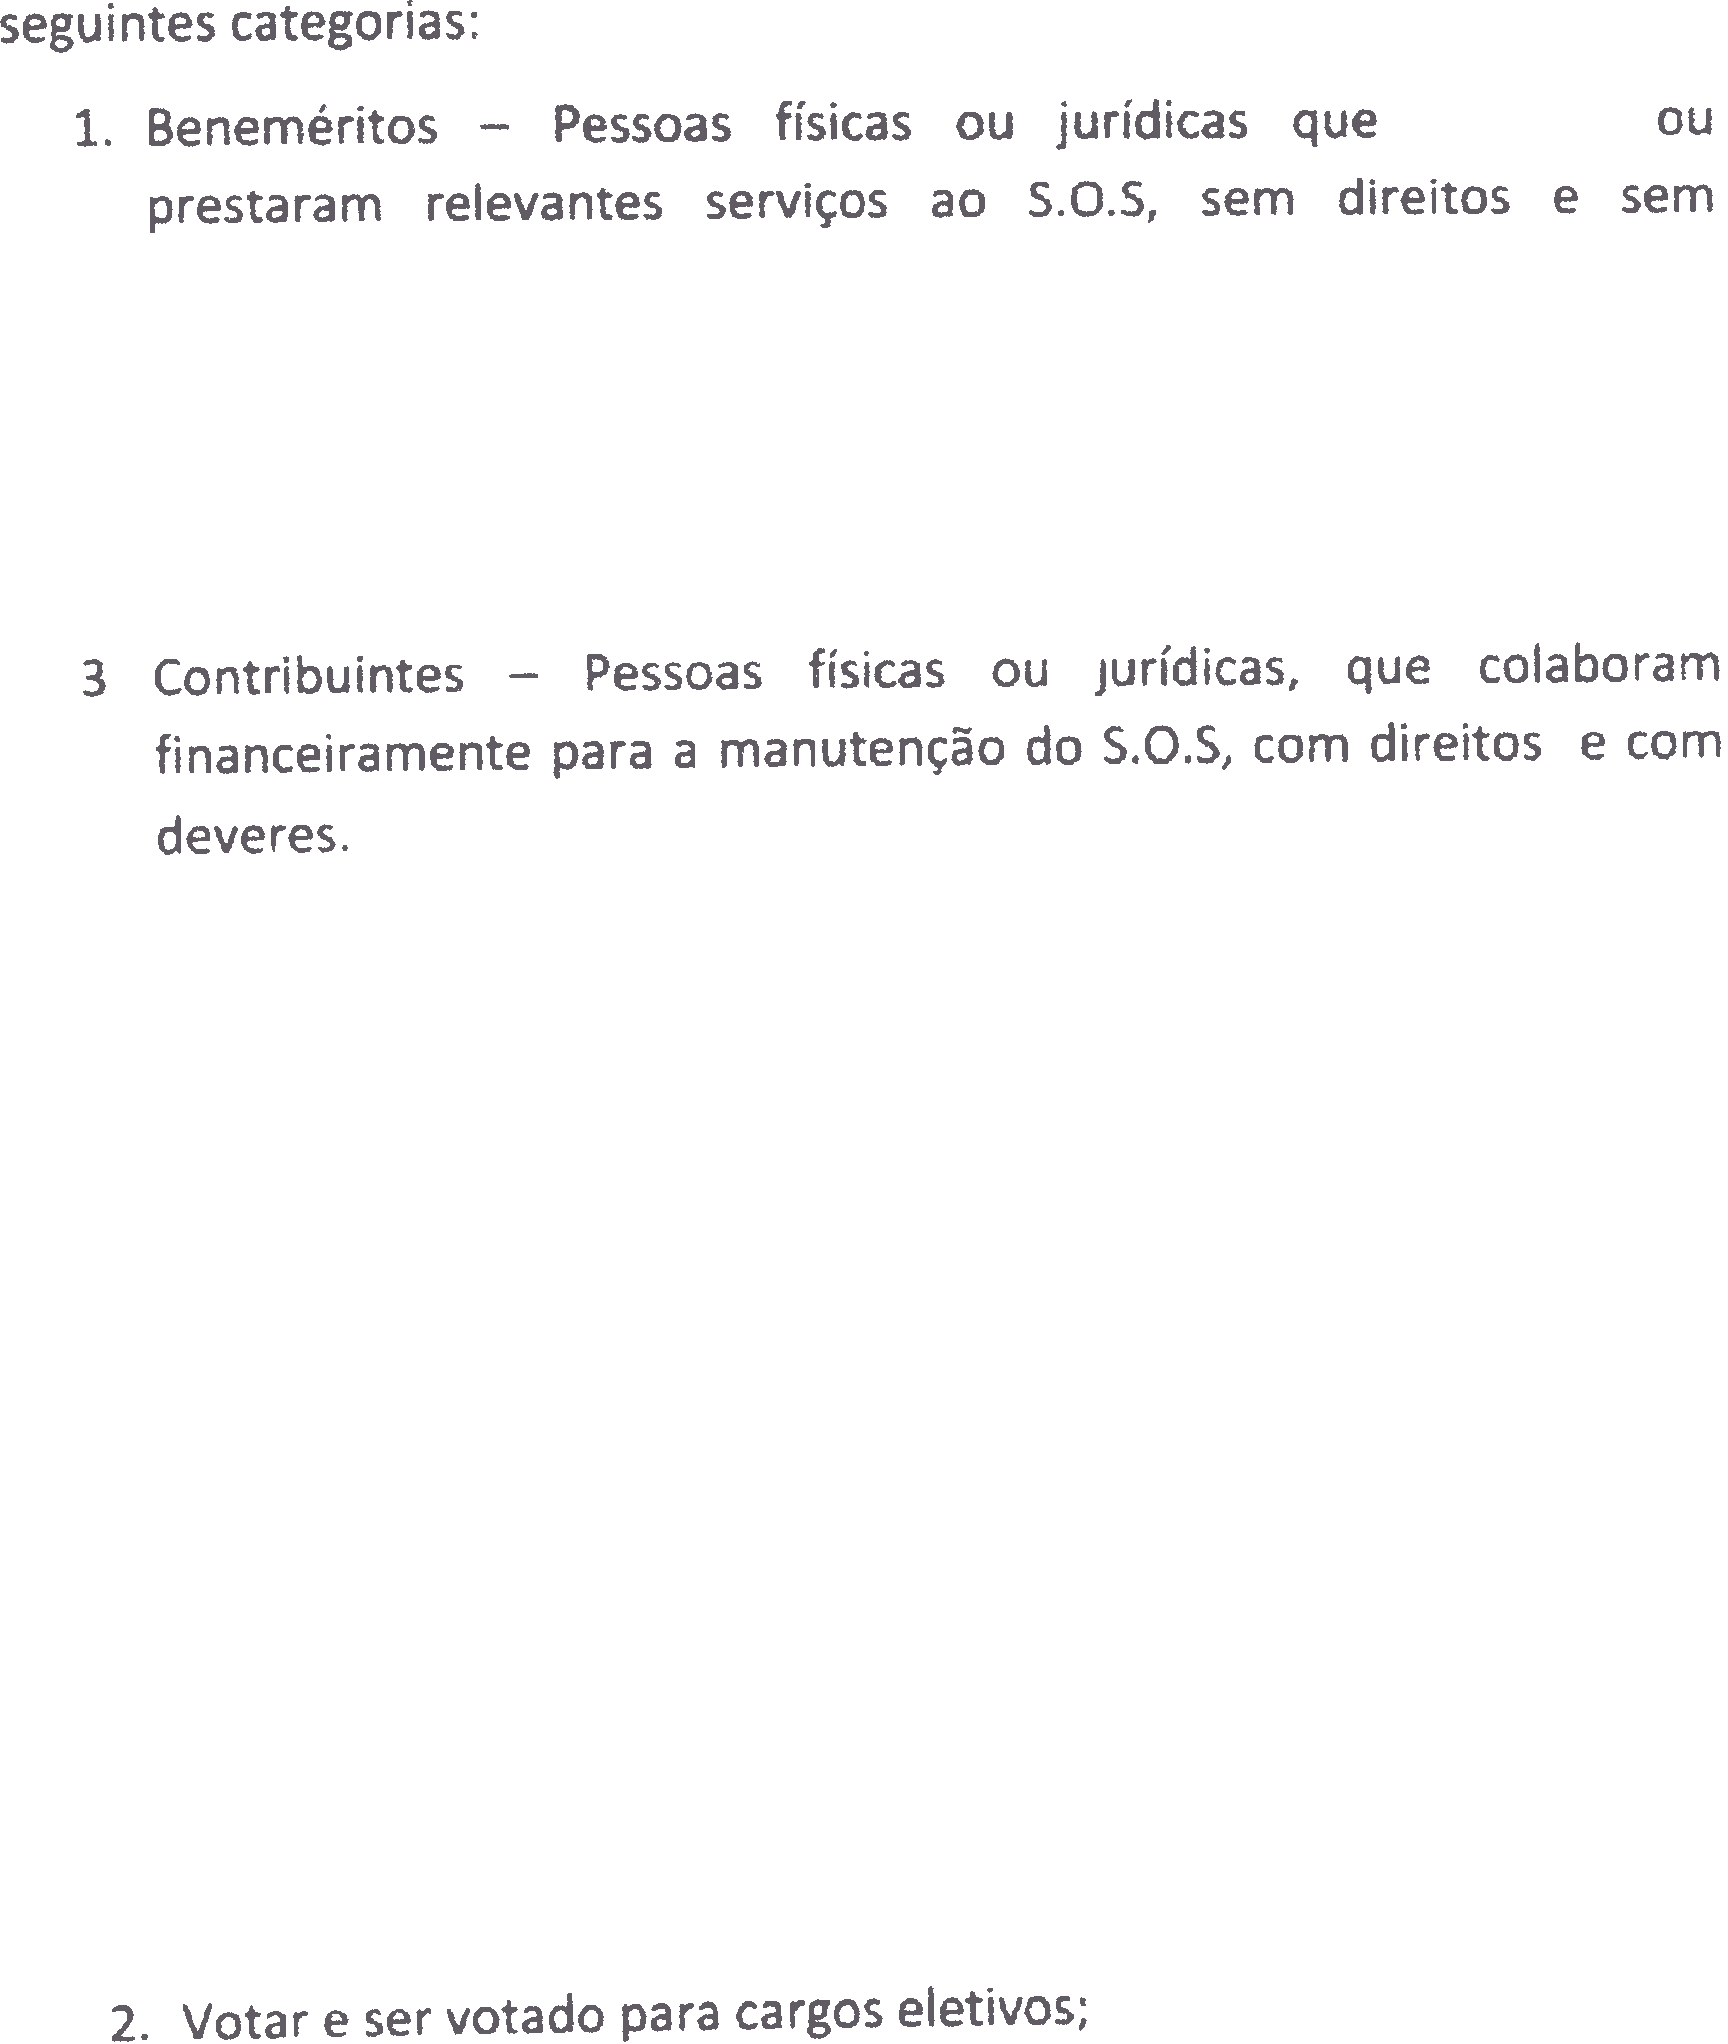 seguintes categorias:
1. Beneméritos – Pessoas físicas ou jurídicas que ou
prestaram relevantes serviços ao S.O.S, sem direitos e sem
3 Contribuintes – Pessoas físicas ou jurídicas, que colaboram
financeiramente para a manutenção do S.O.S, com direitos e com
deveres.
2. Votar e ser votado para cargos eletivos;